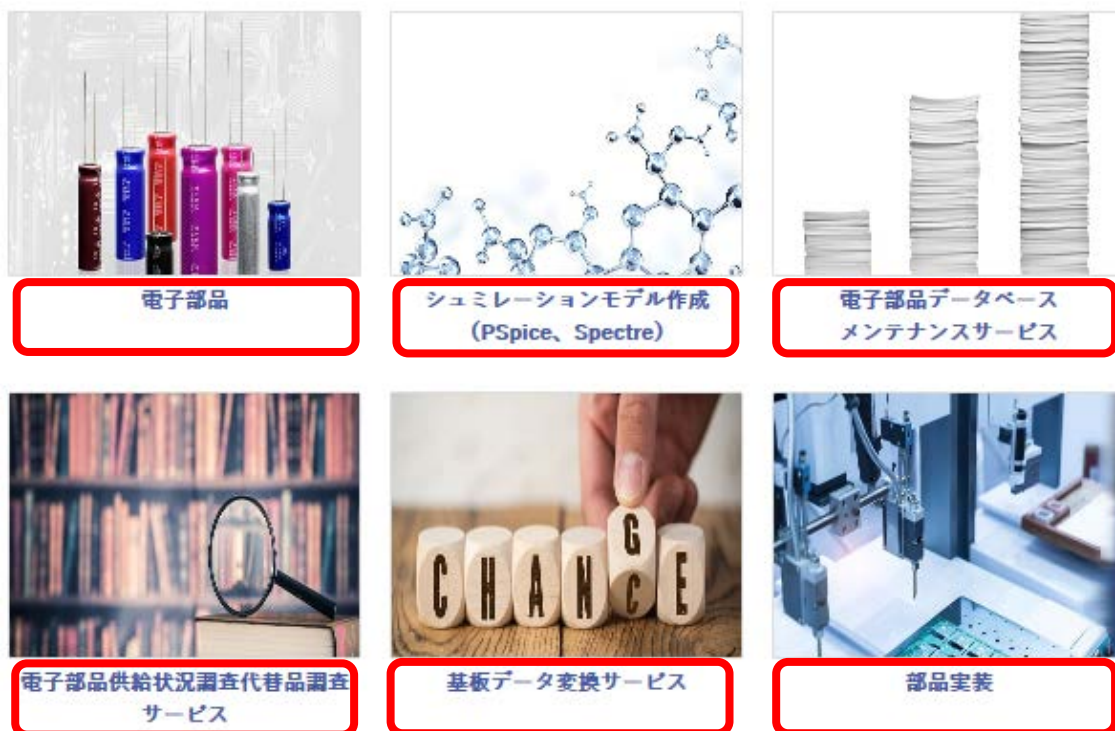 電子部品
シュミレーションモデル作成
（PSpice、Spectre）
電子部品データベース
メンテナンスサービス
CHANGCE
電子部品供給状況調査代替品調査
サービス
基板データ変換サービス
部品実装